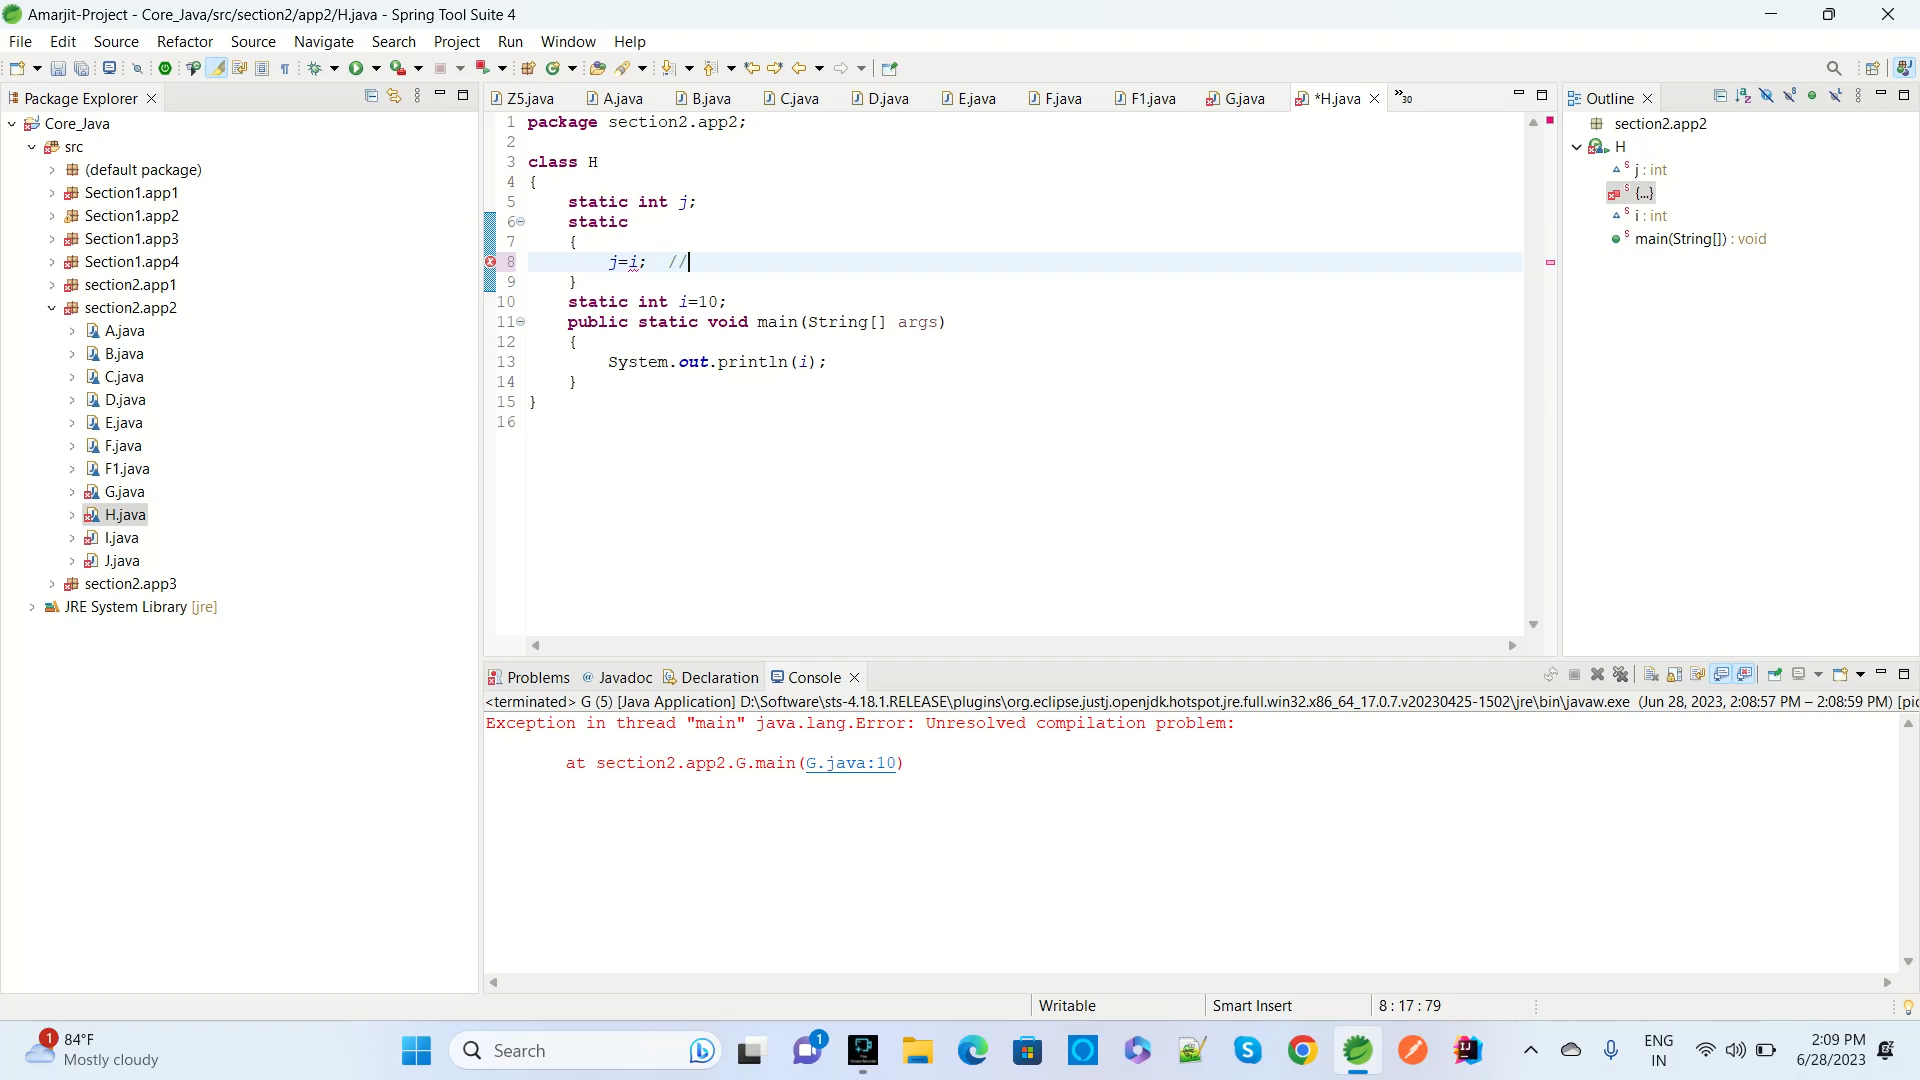 Amarjit-Project - Core_Java/src/section2/app2/H.java - Spring Tool Suite 4
File Edit Source Refactor Source Navigate Search Project Run Window Help
Package Explorer
Core_Java
src
(default package)
Section1.app1
Section1.app2
Section1.app3
Section1.app4
section2.app1
section2.app2
A.java
B.java
C.java
D.java
E.java
F.java
F1.java
G.java
H.java
I.java
J.java
section2.app3
JRE System Library [jre]
Z5.java A.java B.java C.java D.java E.java F.java F1.java G.java *H.java »30
1 package section2.app2;
2
3 class H
4 {
5 static int j;
6 static
7 {
8 j=i; //
9 }
10 static int i=10;
11 public static void main(String[] args)
12 {
13 System.out.println(i);
14 }
15 }
16
Outline
section2.app2
H
j : int
{...}
i : int
main(String[]) : void
Problems Javadoc Declaration Console
<terminated> G (5) [Java Application] D:\Software\sts-4.18.1.RELEASE\plugins\org.eclipse.justj.openjdk.hotspot.jre.full.win32.x86_64_17.0.7.v20230425-1502\jre\bin\javaw.exe (Jun 28, 2023, 2:08:57 PM – 2:08:59 PM) [pic
Exception in thread "main" java.lang.Error: Unresolved compilation problem:
at section2.app2.G.main(G.java:10)
Writable Smart Insert 8 : 17 : 79
1
84°F
Mostly cloudy
Search
1
ENG
IN
2:09 PM
6/28/2023